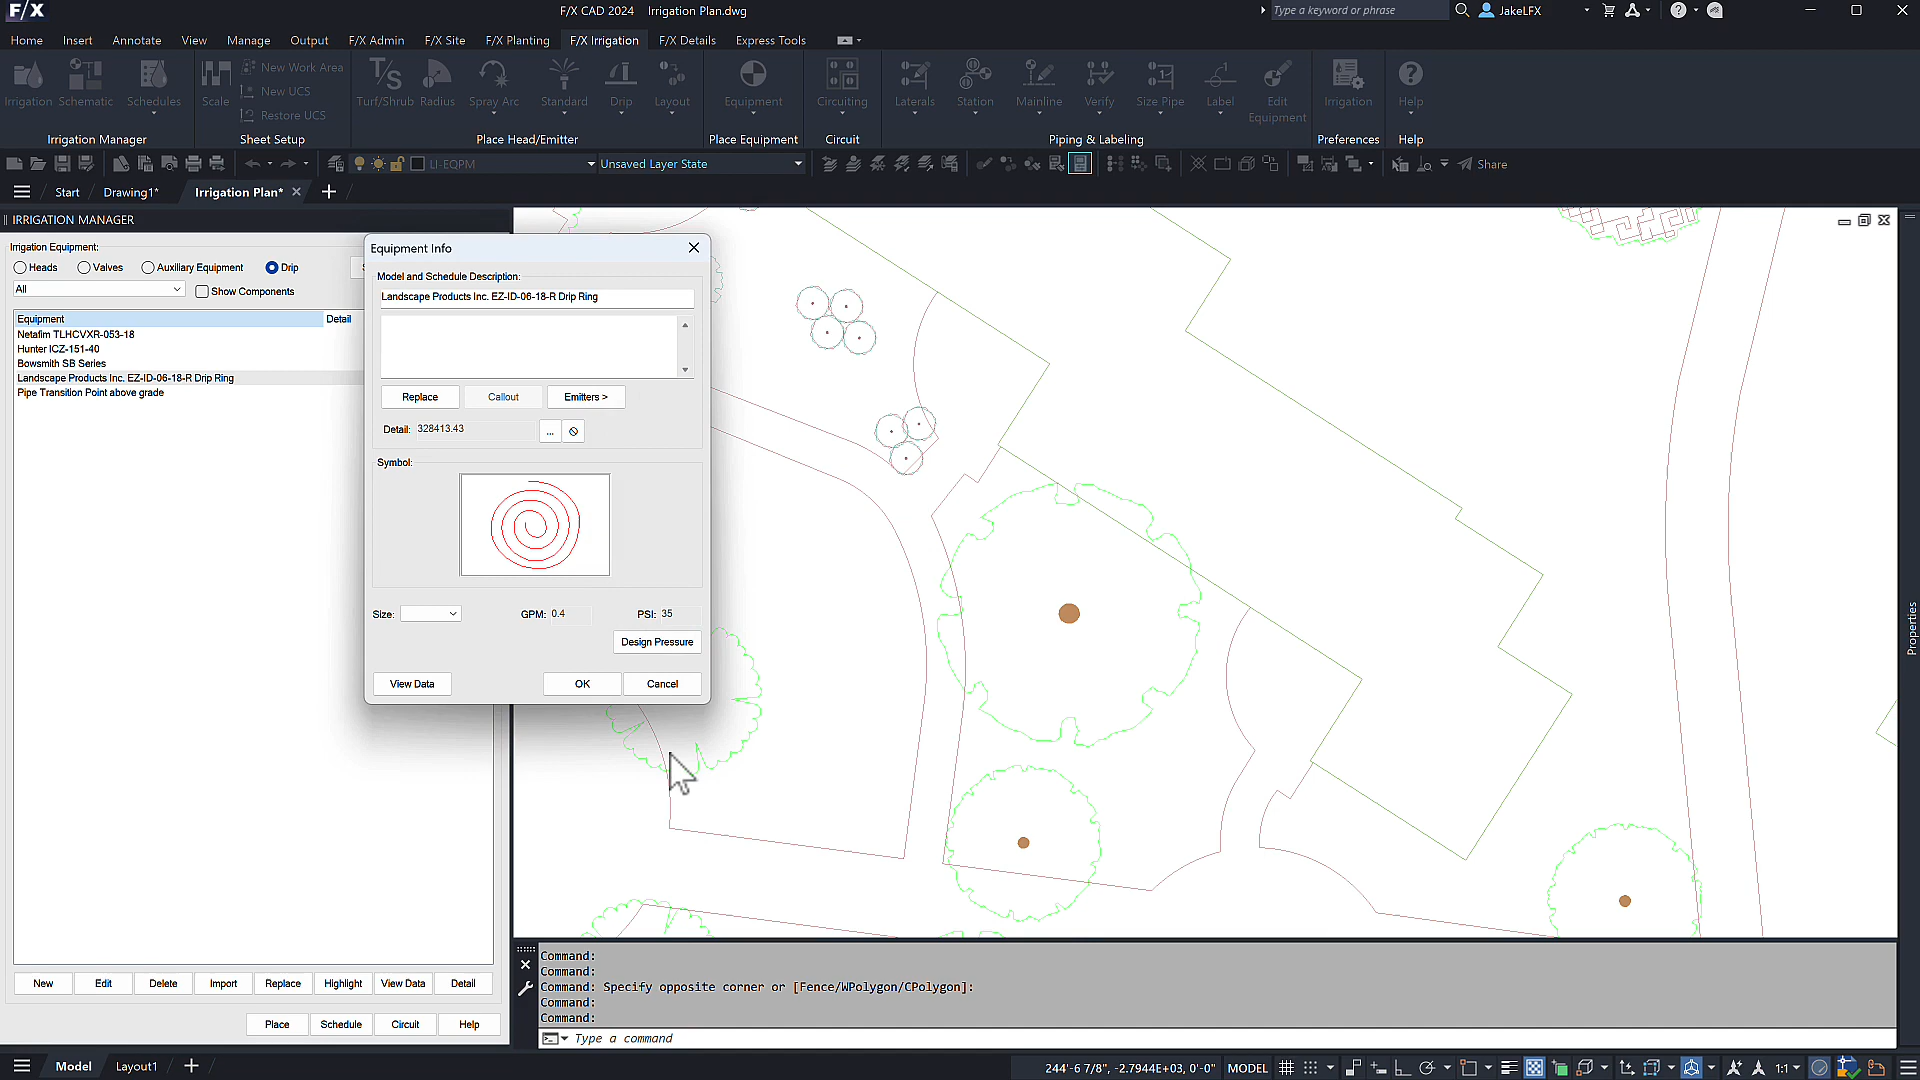 F/X
F/X CAD 2024 Irrigation Plan.dwg
Type a keyword or phrase
JakeLFX
Home Insert Annotate View Manage Output F/X Admin F/X Site F/X Planting F/X Irrigation F/X Details Express Tools
Irrigation Schematic Schedules
Irrigation Manager
Scale
New Work Area
New UCS
Restore UCS
Sheet Setup
Turf/Shrub Radius Spray Arc Standard Drip Layout
Place Head/Emitter
Equipment
Place Equipment
Circuiting
Circuit
Laterals Station Mainline Verify Size Pipe Label Edit Equipment
Piping & Labeling
Irrigation
Preferences
Help
Help
LI-EQPM
Unsaved Layer State
Share
Start Drawing1* Irrigation Plan*
IRRIGATION MANAGER
Irrigation Equipment:
Heads Valves Auxiliary Equipment Drip
All
Show Components
Equipment Detail
Netafim TLHCVXR-053-18
Hunter ICZ-151-40
Bowsmith SB Series
Landscape Products Inc. EZ-ID-06-18-R Drip Ring
Pipe Transition Point above grade
New Edit Delete Import Replace Highlight View Data Detail
Place Schedule Circuit Help
Equipment Info
Model and Schedule Description:
Landscape Products Inc. EZ-ID-06-18-R Drip Ring
Replace Callout Emitters >
Detail: 328413.43 ...
Symbol:
Size: GPM: 0.4 PSI: 35
Design Pressure
View Data OK Cancel
Properties
Command:
Command:
Command: Specify opposite corner or [Fence/WPolygon/CPolygon]:
Command:
Command:
Type a command
Model Layout1
244'-6 7/8", -2.7944E+03, 0'-0" MODEL 1:1